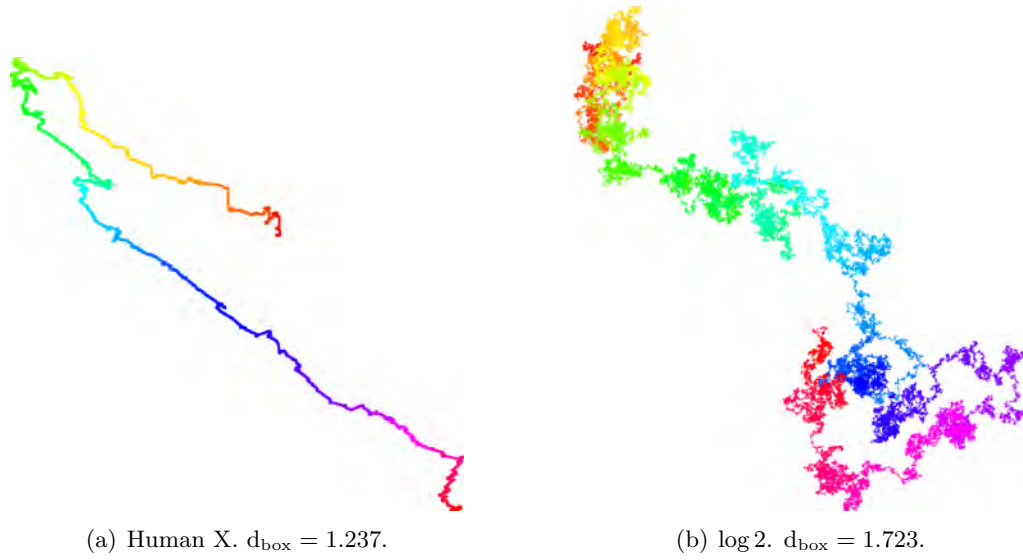 (a) Human X. d_box = 1.237.
(b) log 2. d_box = 1.723.